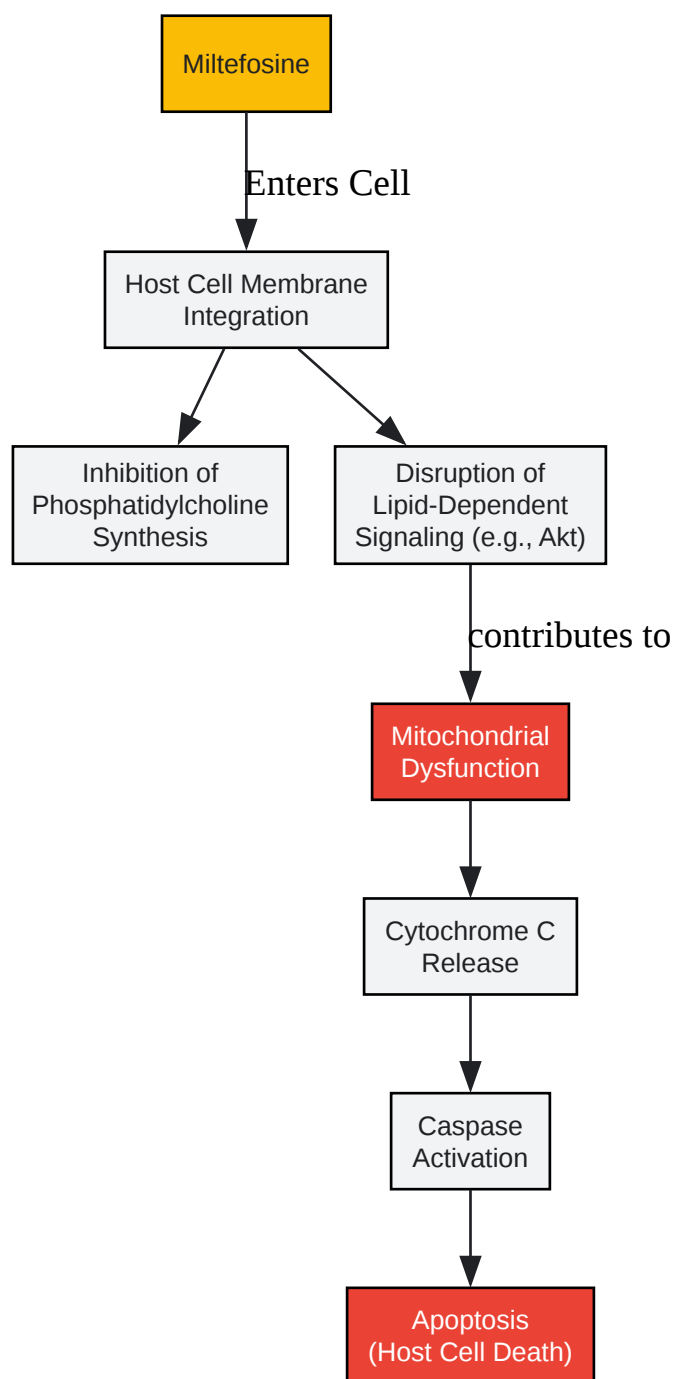 Miltefosine
Enters Cell
Host Cell Membrane
Integration
Inhibition of
Phosphatidylcholine
Synthesis
Disruption of
Lipid-Dependent
Signaling (e.g., Akt)
contributes to
Mitochondrial
Dysfunction
Cytochrome C
Release
Caspase
Activation
Apoptosis
(Host Cell Death)